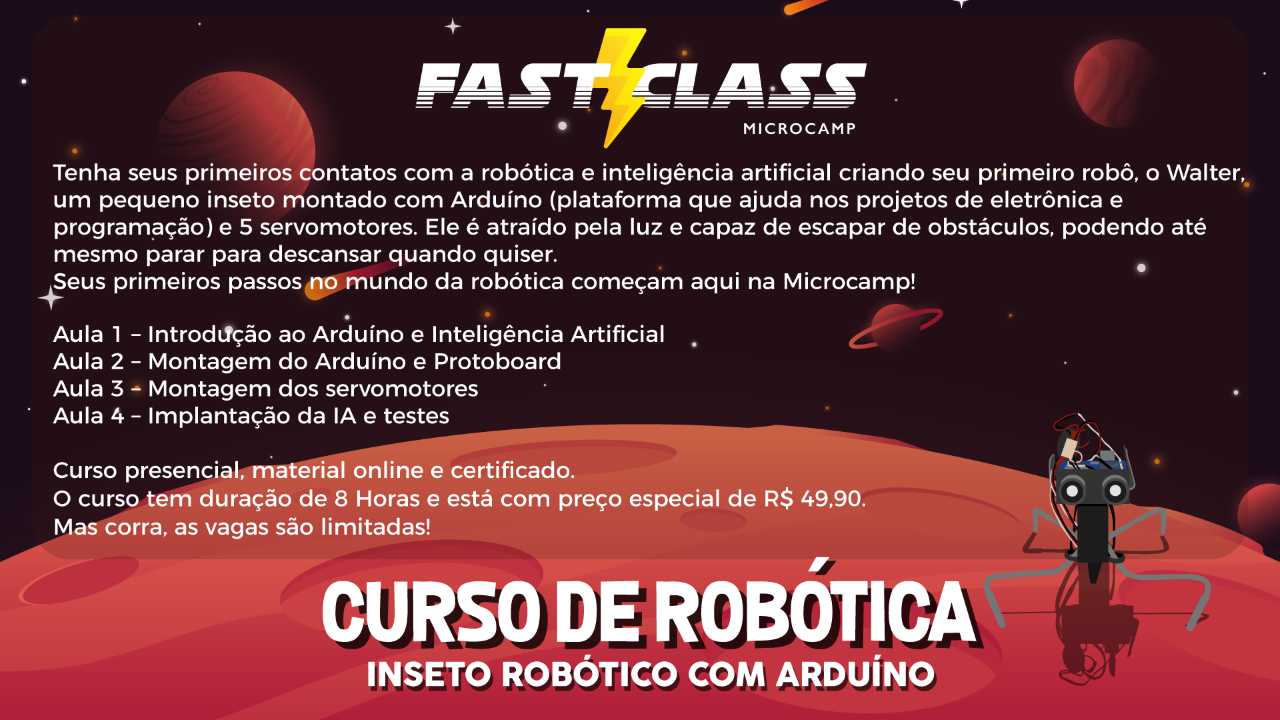 FAST CLASS
MICROCAMP
Tenha seus primeiros contatos com a robótica e inteligência artificial criando seu primeiro robô, o Walter,
um pequeno inseto montado com Arduíno (plataforma que ajuda nos projetos de eletrônica e
programação) e 5 servomotores. Ele é atraído pela luz e capaz de escapar de obstáculos, podendo até
mesmo parar para descansar quando quiser.
Seus primeiros passos no mundo da robótica começam aqui na Microcamp!
Aula 1 – Introdução ao Arduíno e Inteligência Artificial
Aula 2 – Montagem do Arduíno e Protoboard
Aula 3 – Montagem dos servomotores
Aula 4 – Implantação da IA e testes
Curso presencial, material online e certificado.
O curso tem duração de 8 Horas e está com preço especial de R$ 49,90.
Mas corra, as vagas são limitadas!
CURSO DE ROBÓTICA
INSETO ROBÓTICO COM ARDUÍNO